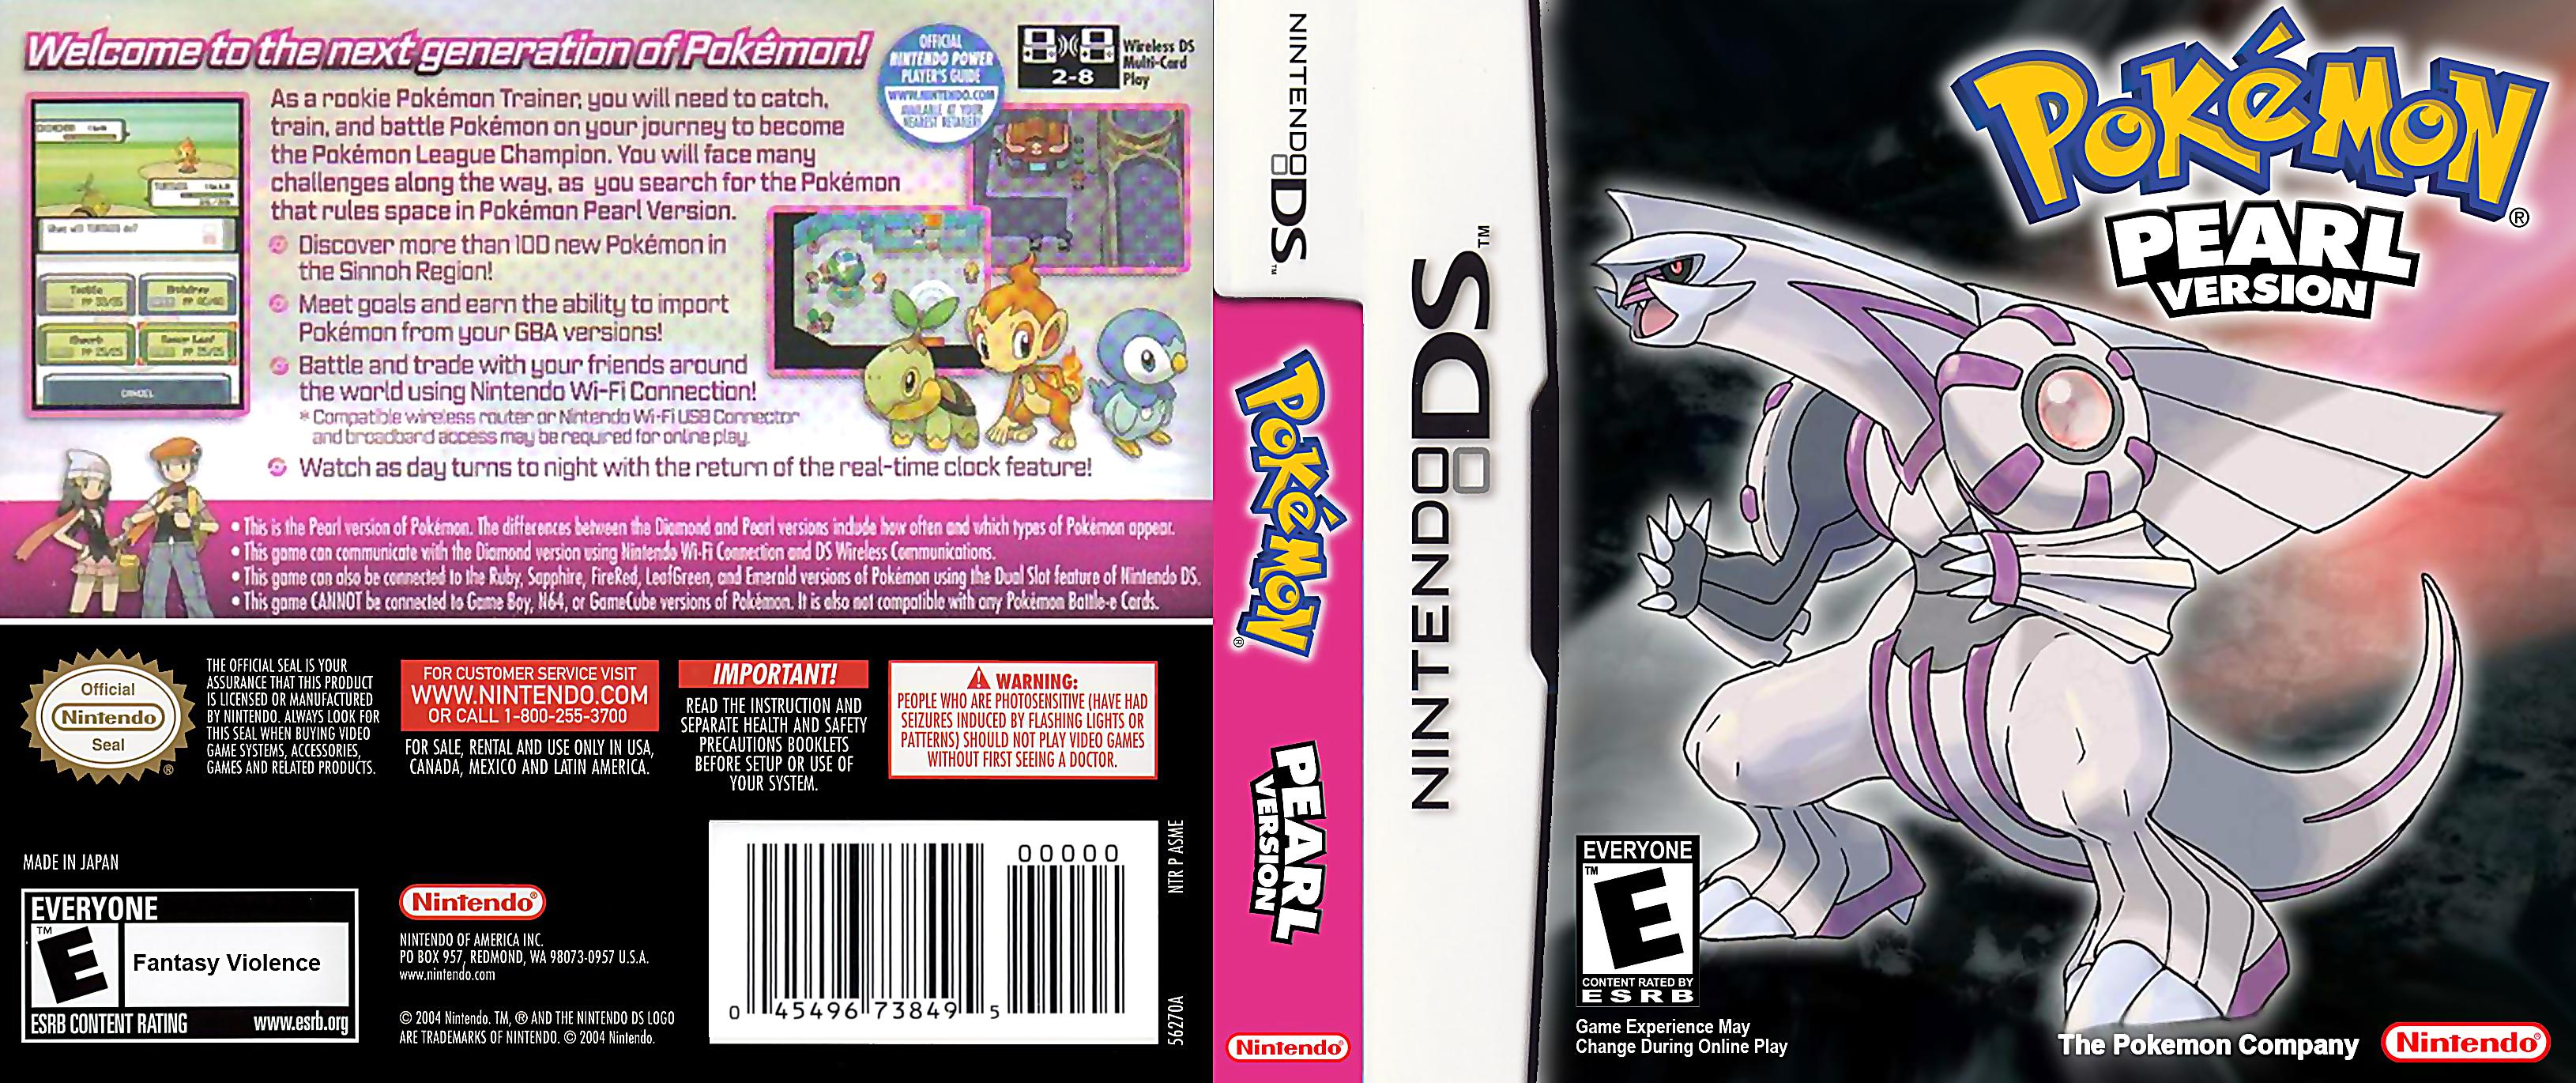 Welcome to the next generation of Pokémon!
OFFICIAL
NINTENDO POWER
PLAYER'S GUIDE
WWW.NINTENDO.COM
AVAILABLE AT YOUR
NEAREST RETAILER!
2-8
Wireless DS
Multi-Card
Play
As a rookie Pokémon Trainer, you will need to catch,
train, and battle Pokémon on your journey to become
the Pokémon League Champion. You will face many
challenges along the way, as you search for the Pokémon
that rules space in Pokémon Pearl Version.
Discover more than 100 new Pokémon in
the Sinnoh Region!
Meet goals and earn the ability to import
Pokémon from your GBA versions!
Battle and trade with your friends around
the world using Nintendo Wi-Fi Connection!
* Compatible wireless router or Nintendo Wi-Fi USB Connector
and broadband access may be required for online play.
Watch as day turns to night with the return of the real-time clock feature!
Tackle
Withdraw
Absorb
Razor Leaf
CANCEL
• This is the Pearl version of Pokémon. The differences between the Diamond and Pearl versions include how often and which types of Pokémon appear.
• This game can communicate with the Diamond version using Nintendo Wi-Fi Connection and DS Wireless Communications.
• This game can also be connected to the Ruby, Sapphire, FireRed, LeafGreen, and Emerald versions of Pokémon using the Dual Slot feature of Nintendo DS.
• This game CANNOT be connected to Game Boy, N64, or GameCube versions of Pokémon. It is also not compatible with any Pokémon Battle-e Cards.
Official
Nintendo
Seal
®
THE OFFICIAL SEAL IS YOUR
ASSURANCE THAT THIS PRODUCT
IS LICENSED OR MANUFACTURED
BY NINTENDO. ALWAYS LOOK FOR
THIS SEAL WHEN BUYING VIDEO
GAME SYSTEMS, ACCESSORIES,
GAMES AND RELATED PRODUCTS.
FOR CUSTOMER SERVICE VISIT
WWW.NINTENDO.COM
OR CALL 1-800-255-3700
FOR SALE, RENTAL AND USE ONLY IN USA,
CANADA, MEXICO AND LATIN AMERICA.
IMPORTANT!
READ THE INSTRUCTION AND
SEPARATE HEALTH AND SAFETY
PRECAUTIONS BOOKLETS
BEFORE SETUP OR USE OF
YOUR SYSTEM.
WARNING:
PEOPLE WHO ARE PHOTOSENSITIVE (HAVE HAD
SEIZURES INDUCED BY FLASHING LIGHTS OR
PATTERNS) SHOULD NOT PLAY VIDEO GAMES
WITHOUT FIRST SEEING A DOCTOR.
MADE IN JAPAN
EVERYONE
™
E
Fantasy Violence
ESRB CONTENT RATING www.esrb.org
Nintendo®
NINTENDO OF AMERICA INC.
PO BOX 957, REDMOND, WA 98073-0957 U.S.A.
www.nintendo.com
© 2004 Nintendo. TM, ® AND THE NINTENDO DS LOGO
ARE TRADEMARKS OF NINTENDO. © 2004 Nintendo.
00000
0 45496 73849 5
NTR P ASME
56270A
NINTENDO DS™
POKéMON®
PEARL
VERSION
Nintendo®
NINTENDO DS™
POKéMON®
PEARL
VERSION
EVERYONE
™
E
CONTENT RATED BY
ESRB
Game Experience May
Change During Online Play
The Pokemon Company
Nintendo®